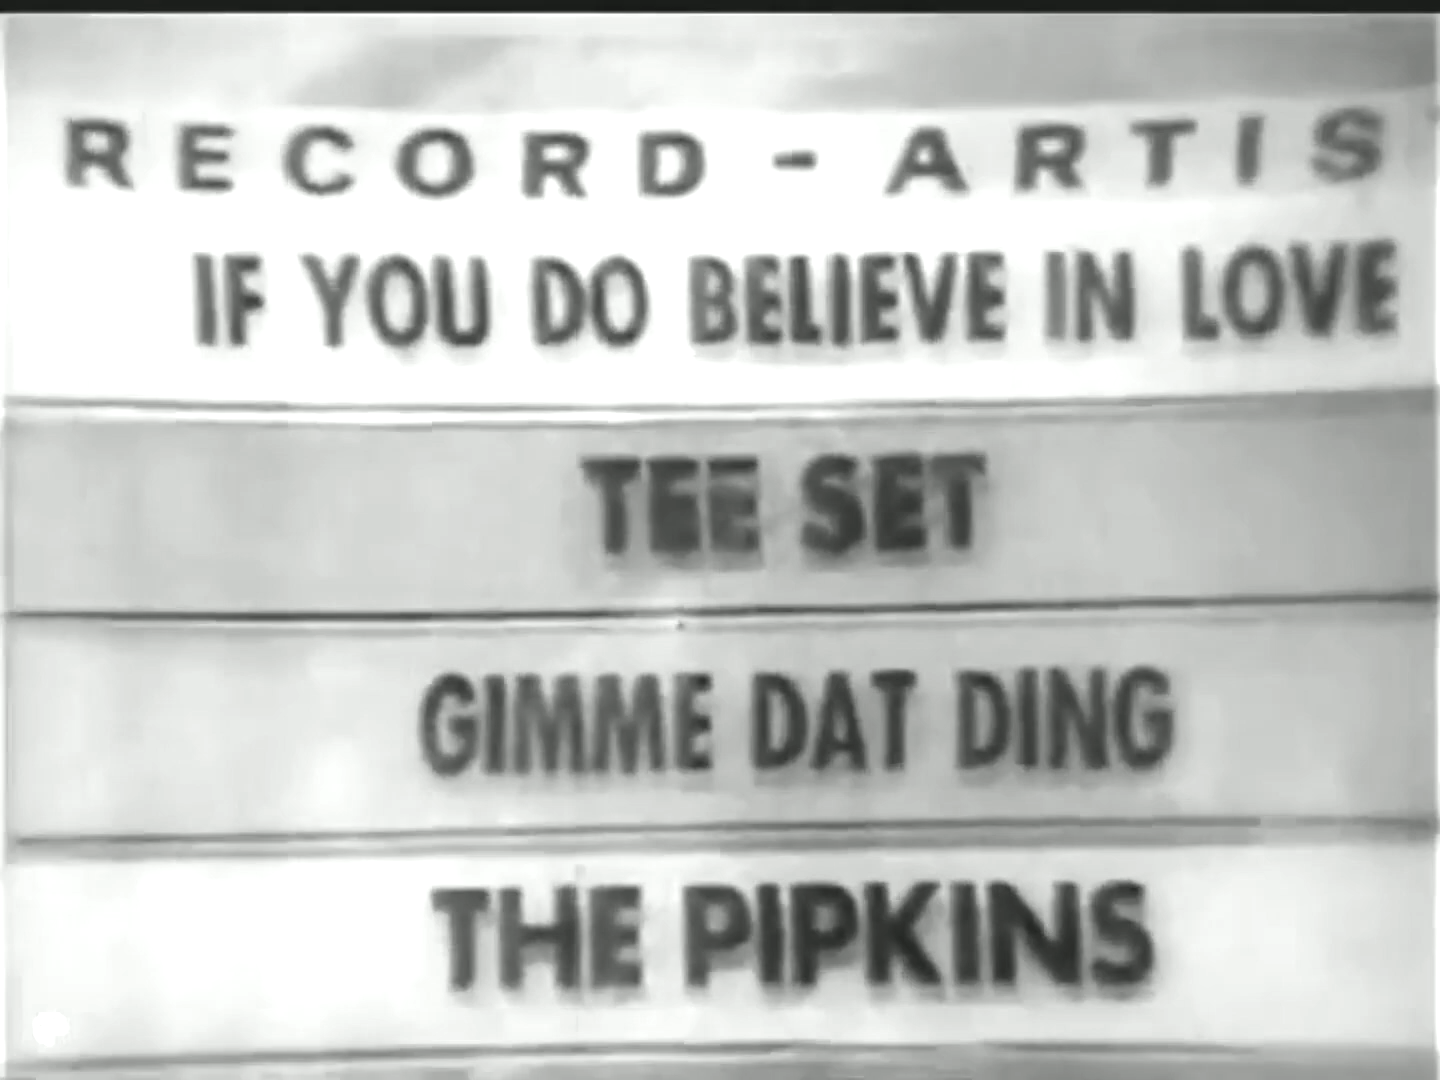 RECORD - ARTIS
IF YOU DO BELIEVE IN LOVE
TEE SET
GIMME DAT DING
THE PIPKINS